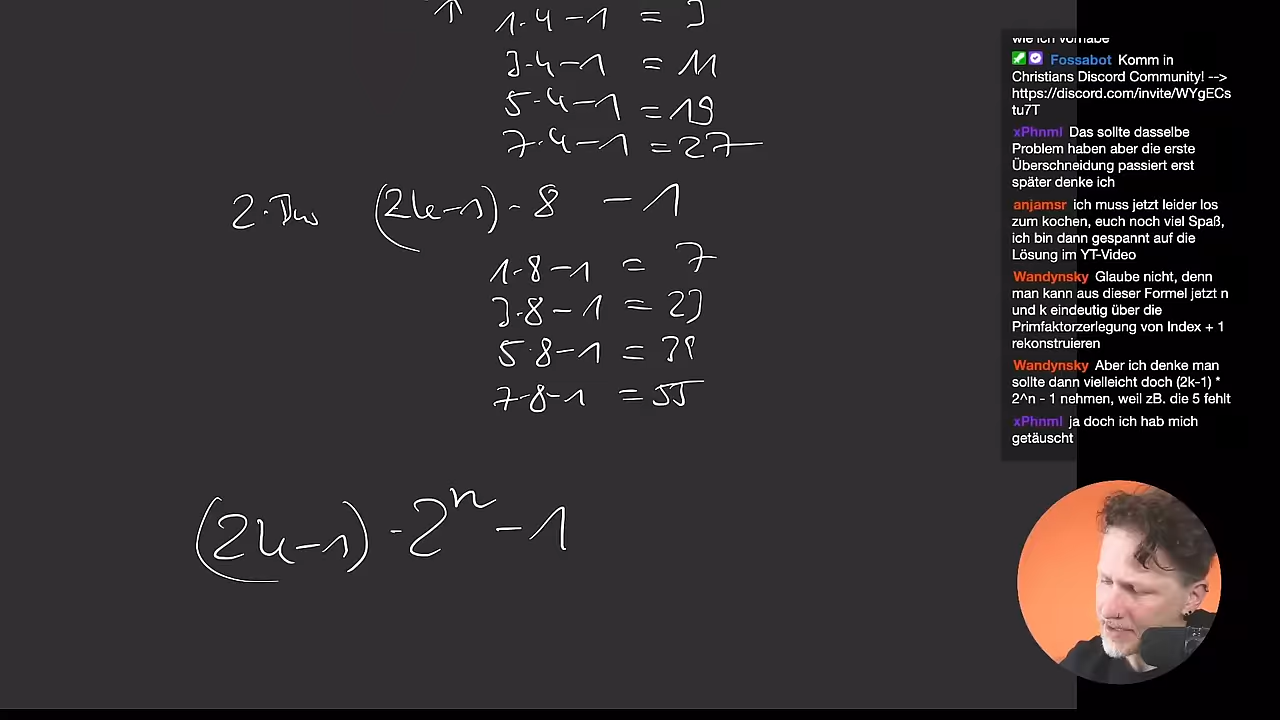 1·4-1 = 3
3·4-1 = 11
5·4-1 = 19
7·4-1 = 27
2. (2k-1)·8 -1
1·8-1 = 7
3·8-1 = 23
5·8-1 = 39
7·8-1 = 55
(2k-1)·2^n-1
wie ich vorhabe
Fossabot Komm in
Christians Discord Community! -->
https://discord.com/invite/WYgECs
tu7T
xPhnml Das sollte dasselbe
Problem haben aber die erste
Überschneidung passiert erst
später denke ich
anjamsr ich muss jetzt leider los
zum kochen, euch noch viel Spaß,
ich bin dann gespannt auf die
Lösung im YT-Video
Wandynsky Glaube nicht, denn
man kann aus dieser Formel jetzt n
und k eindeutig über die
Primfaktorzerlegung von Index + 1
rekonstruieren
Wandynsky Aber ich denke man
sollte dann vielleicht doch (2k-1) *
2^n - 1 nehmen, weil zB. die 5 fehlt
xPhnml ja doch ich hab mich
getäuscht